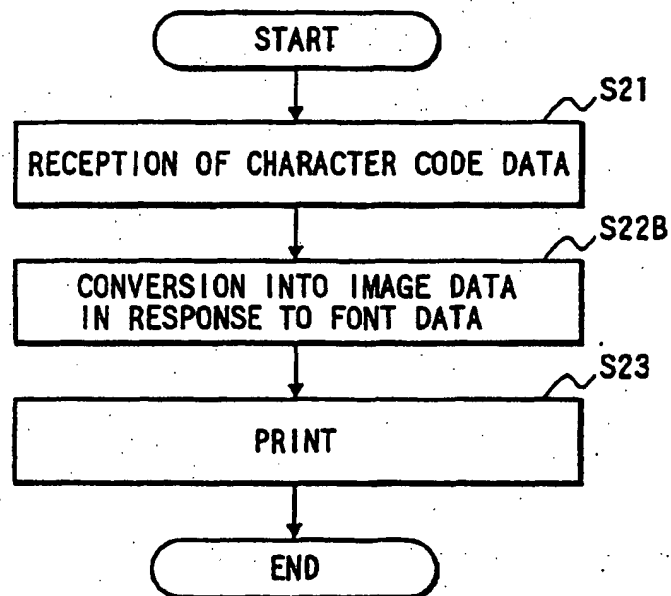 START
S21
RECEPTION OF CHARACTER CODE DATA
S22B
CONVERSION INTO IMAGE DATA
IN RESPONSE TO FONT DATA
S23
PRINT
END